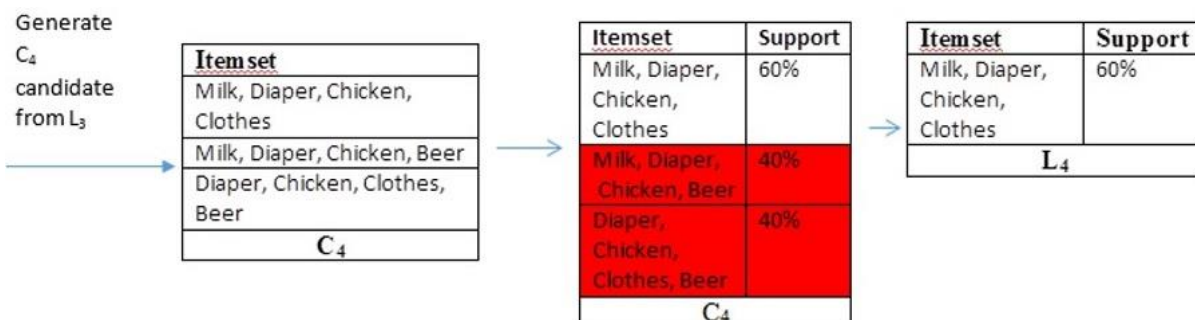 Generate
C4
candidate
from L3
Itemset
Milk, Diaper, Chicken,
Clothes
Milk, Diaper, Chicken, Beer
Diaper, Chicken, Clothes,
Beer
C4
Itemset Support
Milk, Diaper, 60%
Chicken,
Clothes
Milk, Diaper, 40%
Chicken, Beer
Diaper, 40%
Chicken,
Clothes, Beer
C4
Itemset Support
Milk, Diaper, 60%
Chicken,
Clothes
L4